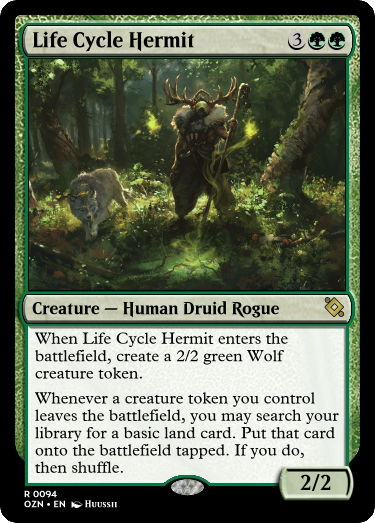 Life Cycle Hermit 3
Creature — Human Druid Rogue
When Life Cycle Hermit enters the
battlefield, create a 2/2 green Wolf
creature token.
Whenever a creature token you control
leaves the battlefield, you may search your
library for a basic land card. Put that card
onto the battlefield tapped. If you do,
then shuffle.
2/2
R 0094
OZN • EN Huussii